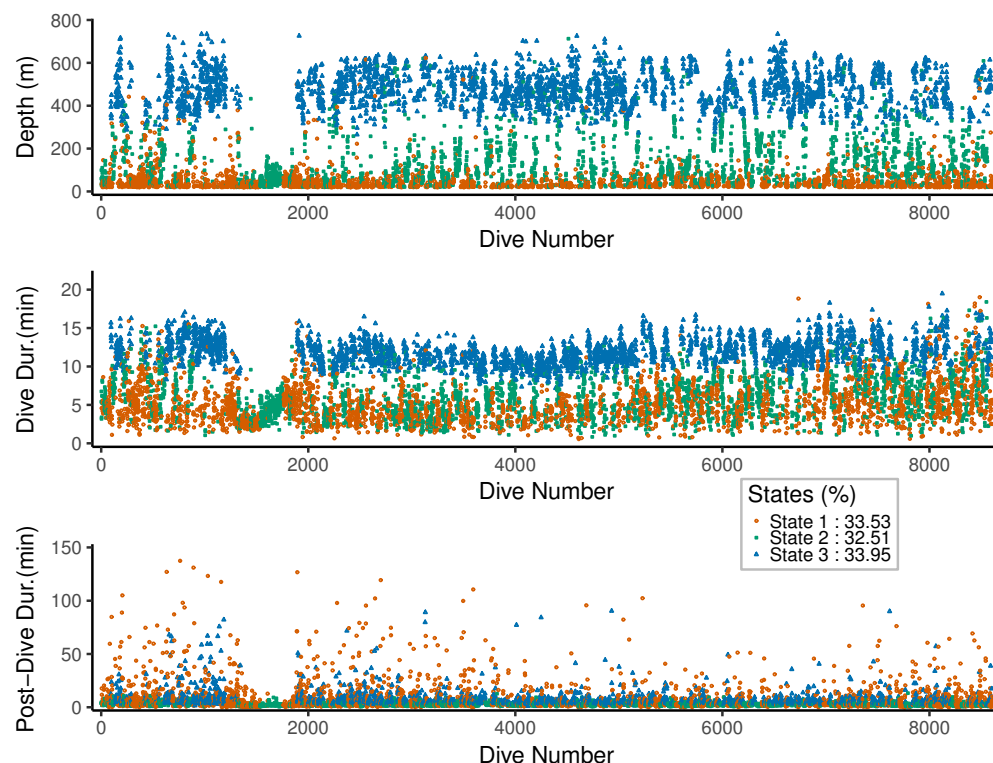 800
600
400
200
0
Depth (m)
0 2000 4000 6000 8000
Dive Number
20
15
10
5
0
Dive Dur.(min)
0 2000 4000 6000 8000
Dive Number
States (%)
State 1 : 33.53
State 2 : 32.51
State 3 : 33.95
150
100
50
0
Post−Dive Dur.(min)
0 2000 4000 6000 8000
Dive Number